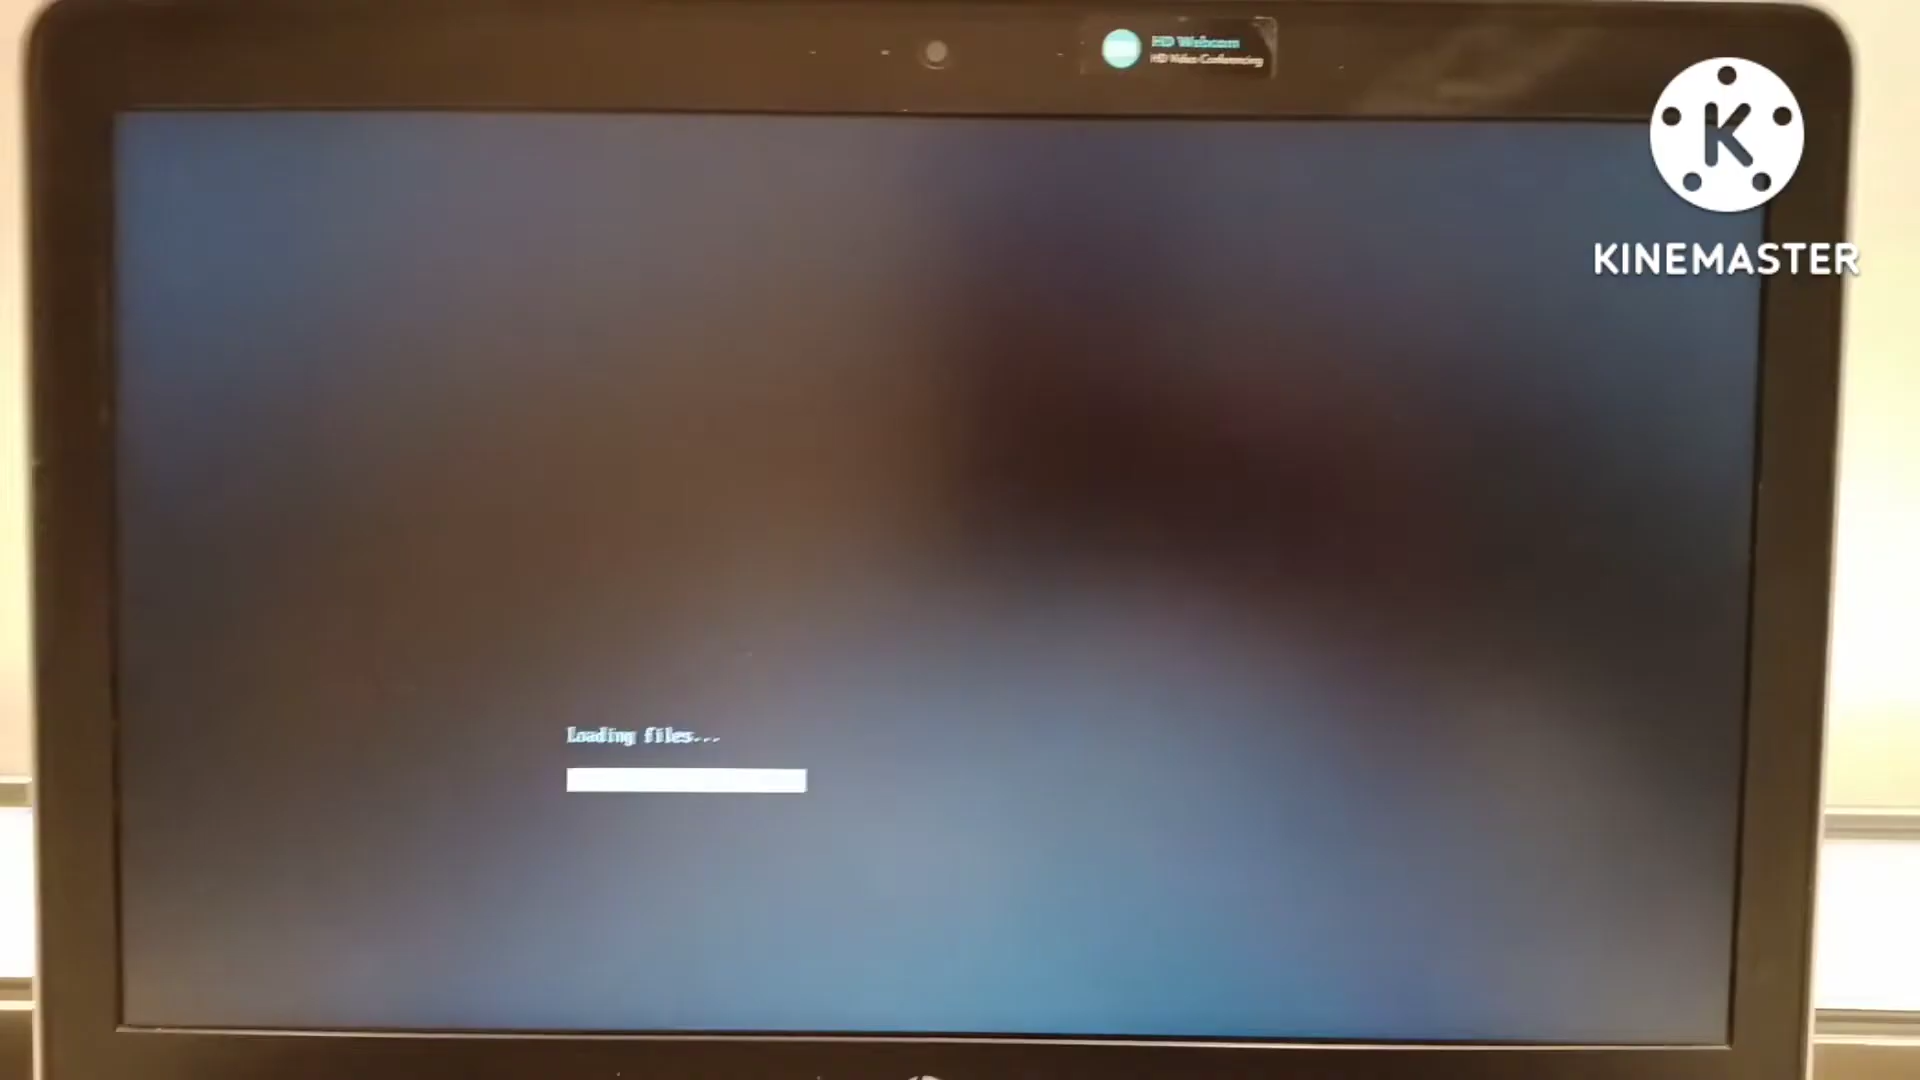 HD Webcam
HD Video Conferencing
K
KINEMASTER
Loading files...